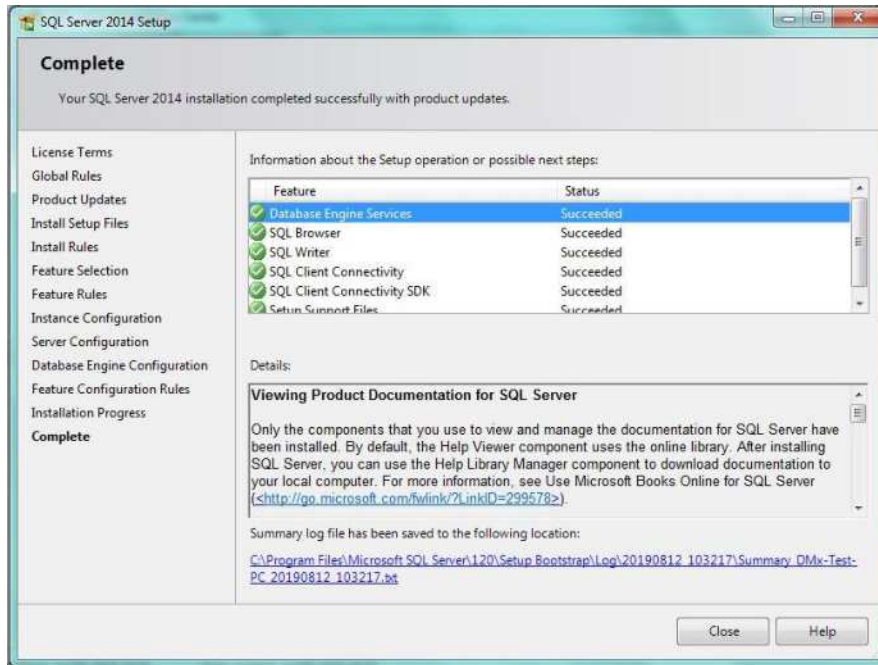 SQL Server 2014 Setup
Complete
Your SQL Server 2014 installation completed successfully with product updates.
License Terms
Global Rules
Product Updates
Install Setup Files
Install Rules
Feature Selection
Feature Rules
Instance Configuration
Server Configuration
Database Engine Configuration
Feature Configuration Rules
Installation Progress
Complete
Information about the Setup operation or possible next steps:
Feature Status
Database Engine Services Succeeded
SQL Browser Succeeded
SQL Writer Succeeded
SQL Client Connectivity Succeeded
SQL Client Connectivity SDK Succeeded
Setup Support Files Succeeded
Details:
Viewing Product Documentation for SQL Server
Only the components that you use to view and manage the documentation for SQL Server have
been installed. By default, the Help Viewer component uses the online library. After installing
SQL Server, you can use the Help Library Manager component to download documentation to
your local computer. For more information, see Use Microsoft Books Online for SQL Server
(<http://go.microsoft.com/fwlink/?LinkID=299578>).
Summary log file has been saved to the following location:
C:\Program Files\Microsoft SQL Server\120\Setup Bootstrap\Log\20190812_103217\Summary_DMx-Test-
PC_20190812_103217.txt
Close Help